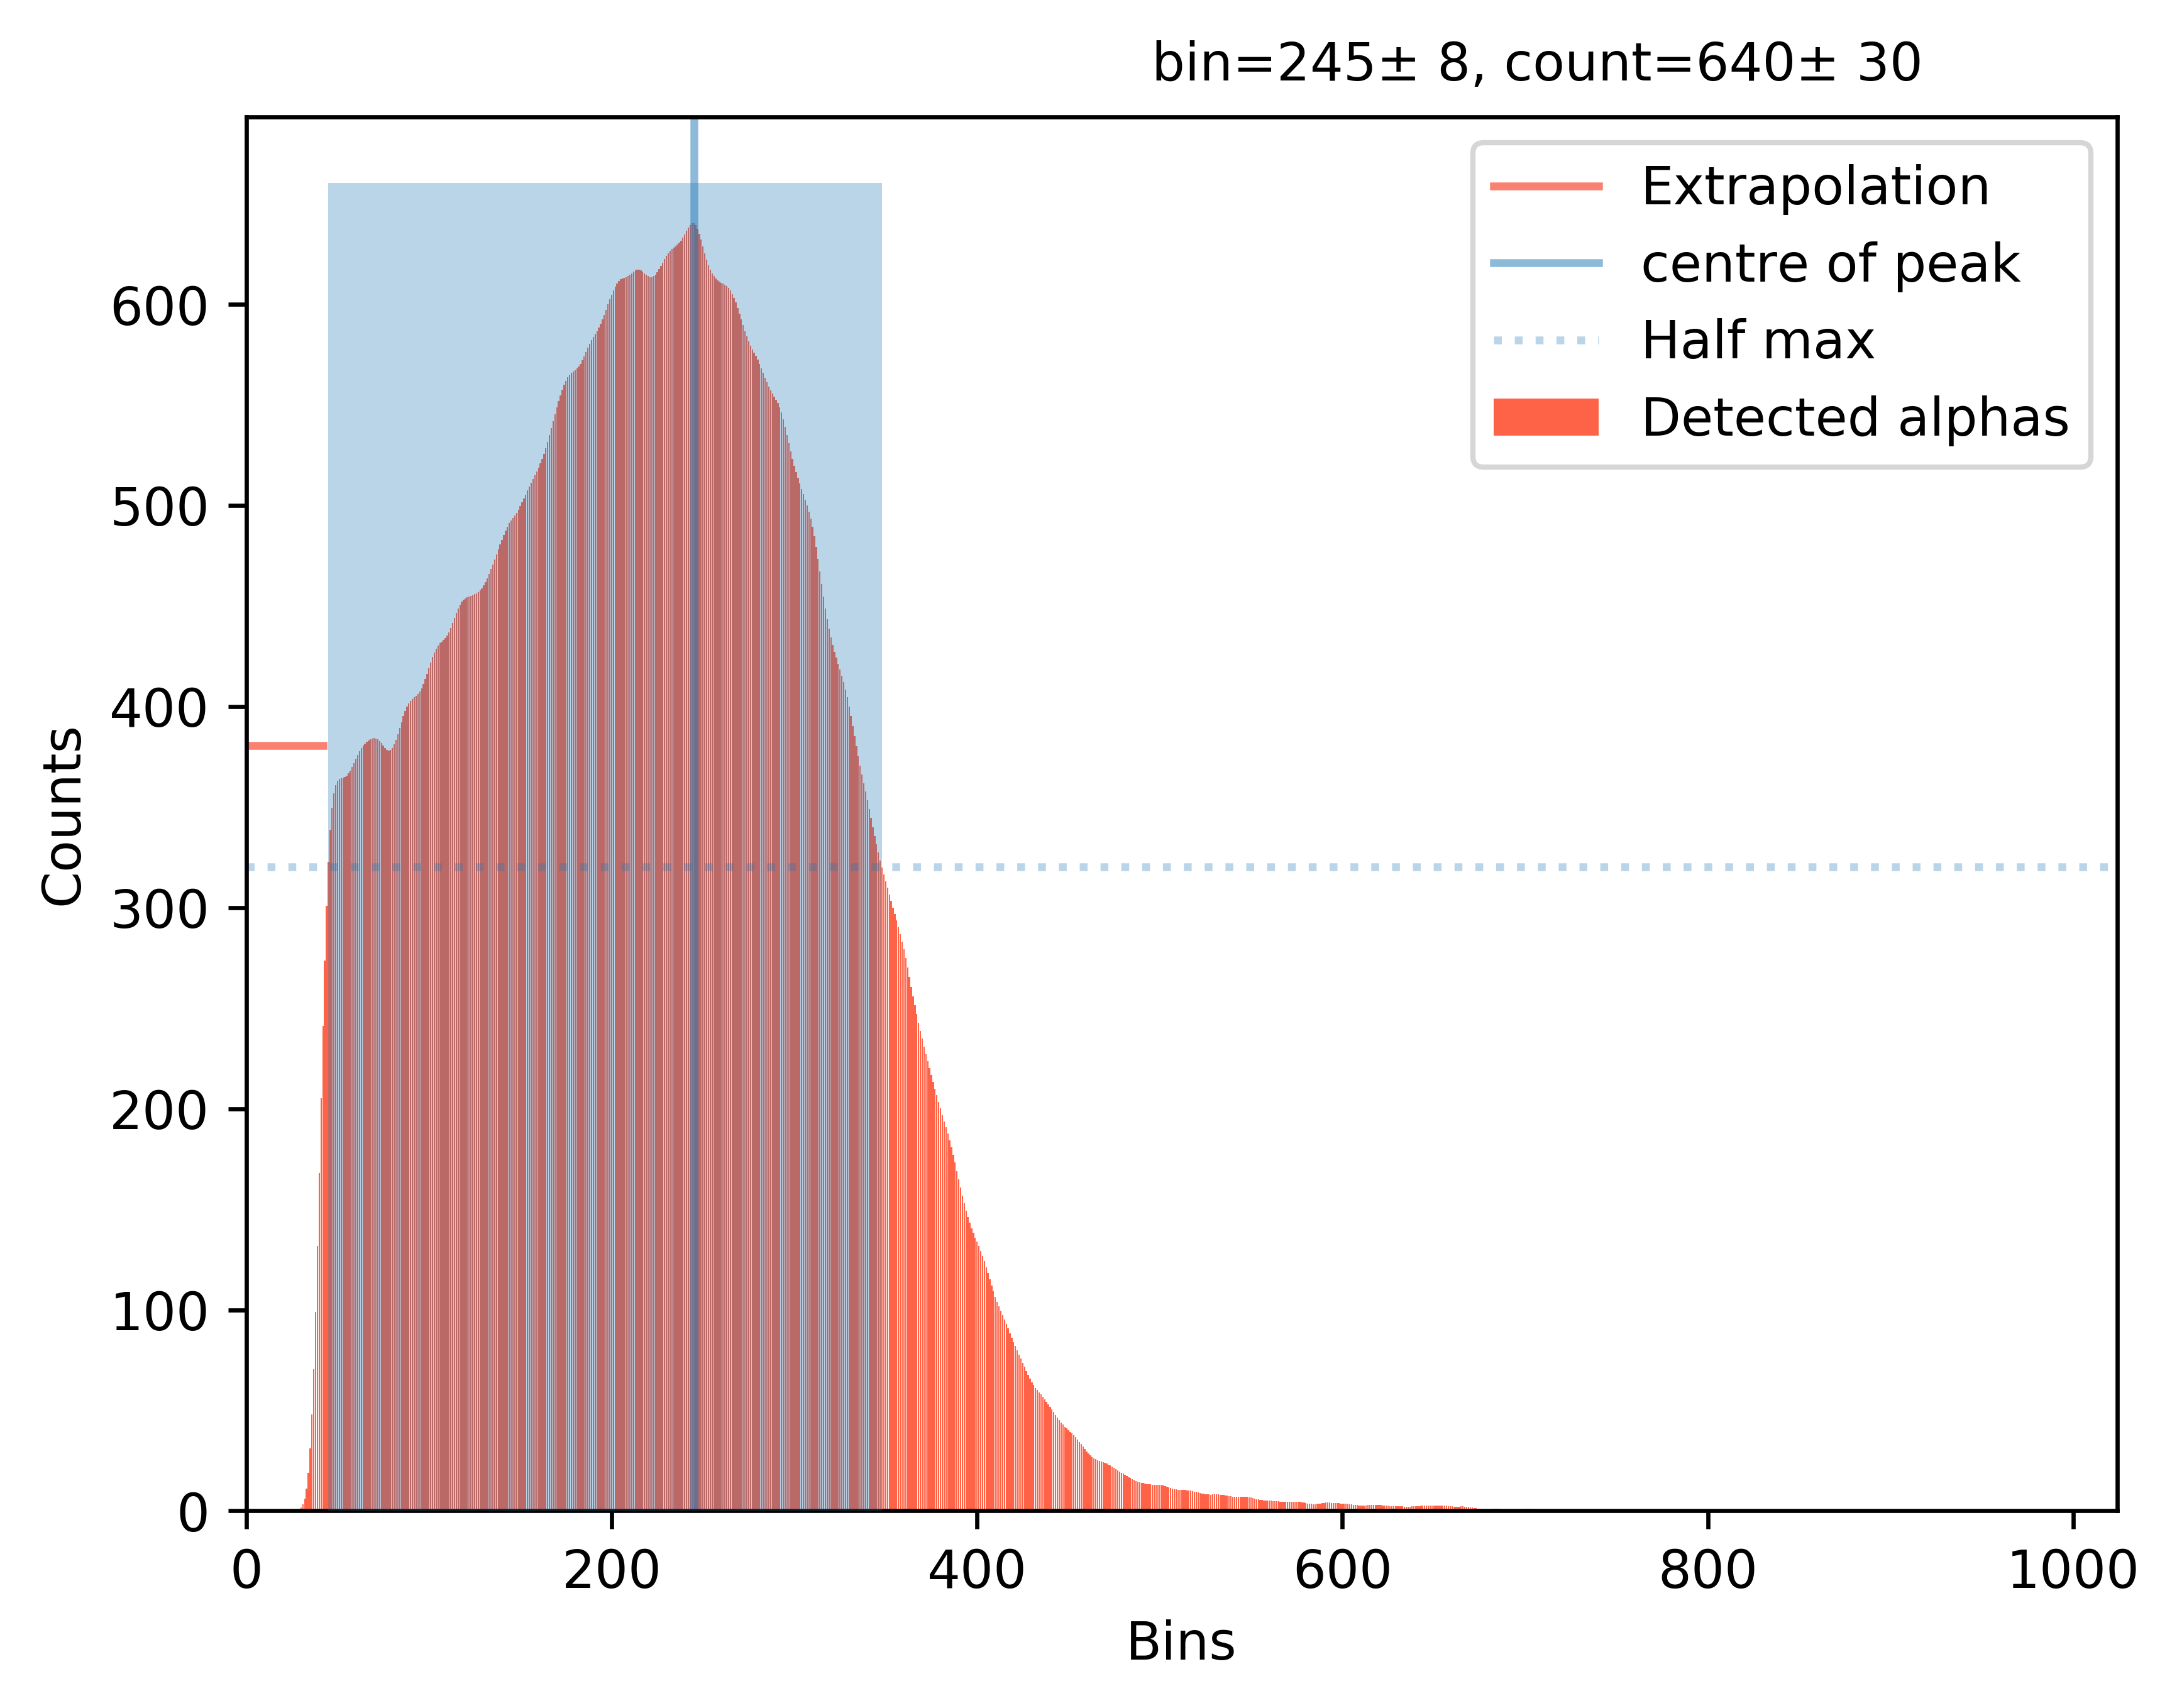 bin=245± 8, count=640± 30
Extrapolation
centre of peak
Half max
Detected alphas
Counts
600
500
400
300
200
100
0
0 200 400 600 800 1000
Bins